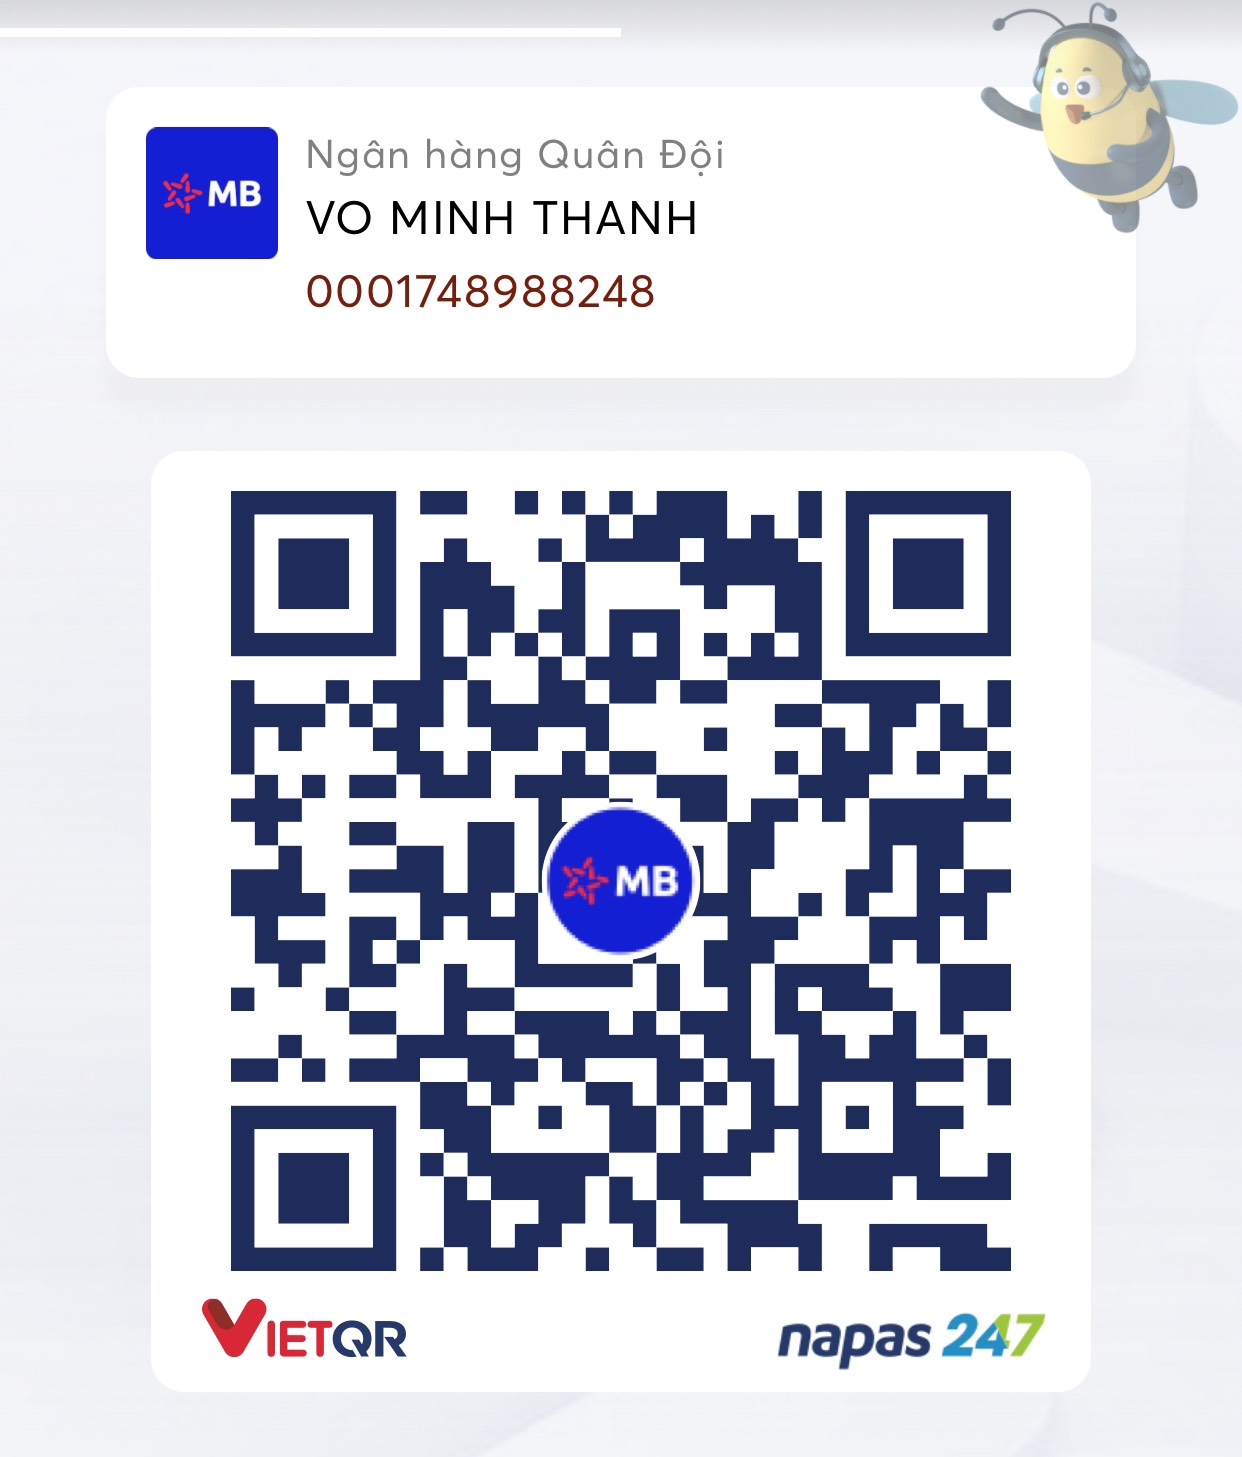 MB
Ngân hàng Quân Đội
VO MINH THANH
0001748988248
MB
VIETQR
napas 247